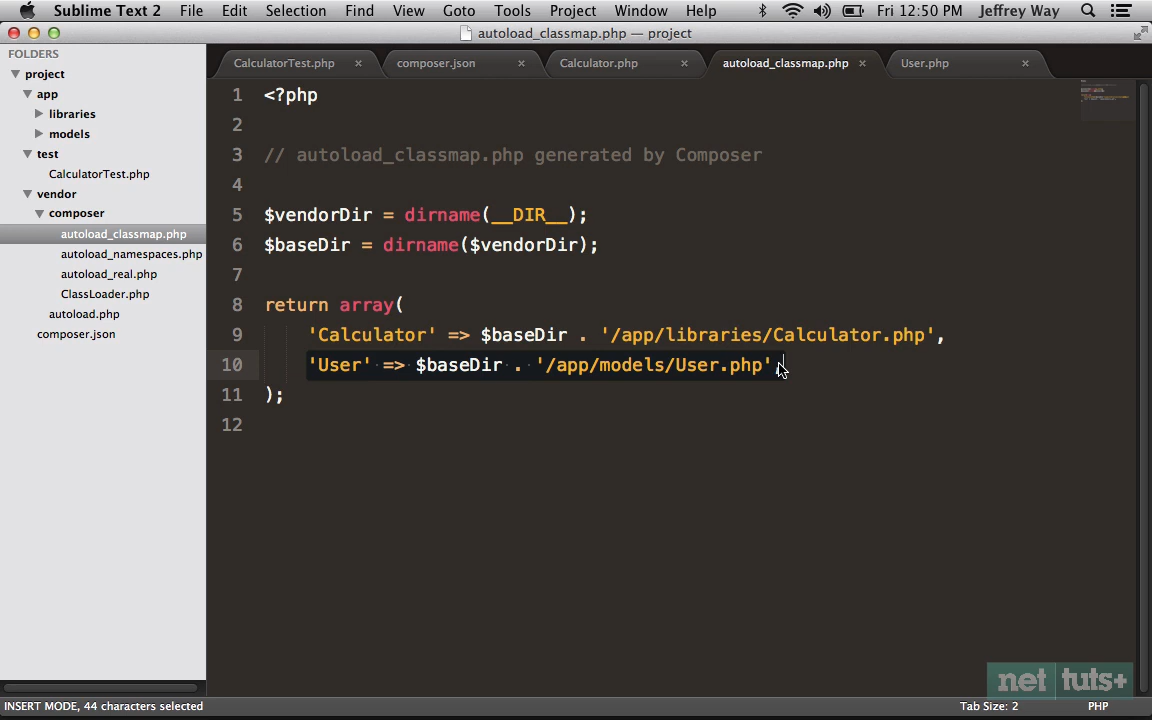 Sublime Text 2 File Edit Selection Find View Goto Tools Project Window Help Fri 12:50 PM Jeffrey Way
autoload_classmap.php — project
FOLDERS
project
app
libraries
models
test
CalculatorTest.php
vendor
composer
autoload_classmap.php
autoload_namespaces.php
autoload_real.php
ClassLoader.php
autoload.php
composer.json
CalculatorTest.php × composer.json × Calculator.php × autoload_classmap.php × User.php ×
1 <?php
2
3 // autoload_classmap.php generated by Composer
4
5 $vendorDir = dirname(__DIR__);
6 $baseDir = dirname($vendorDir);
7
8 return array(
9 'Calculator' => $baseDir . '/app/libraries/Calculator.php',
10 'User' => $baseDir . '/app/models/User.php',
11 );
12
net tuts+
INSERT MODE, 44 characters selected Tab Size: 2 PHP